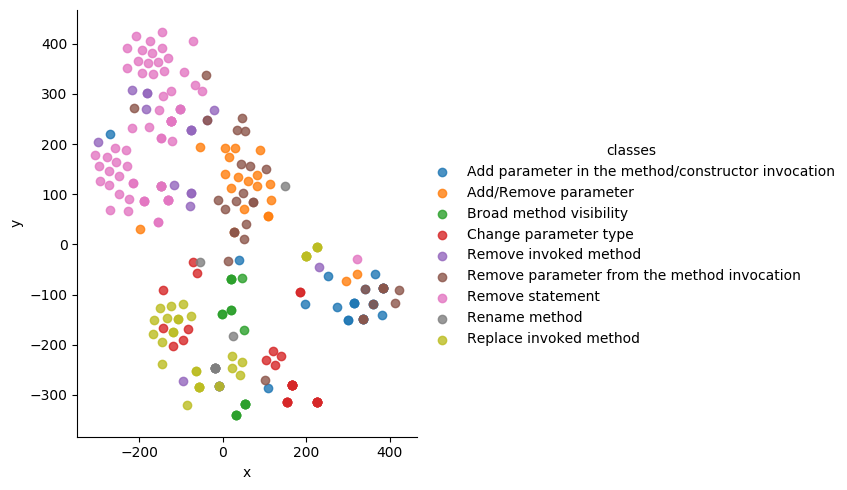 400
300
200
100
0
−100
−200
−300
y
−200
0
200
400
x
classes
Add parameter in the method/constructor invocation
Add/Remove parameter
Broad method visibility
Change parameter type
Remove invoked method
Remove parameter from the method invocation
Remove statement
Rename method
Replace invoked method